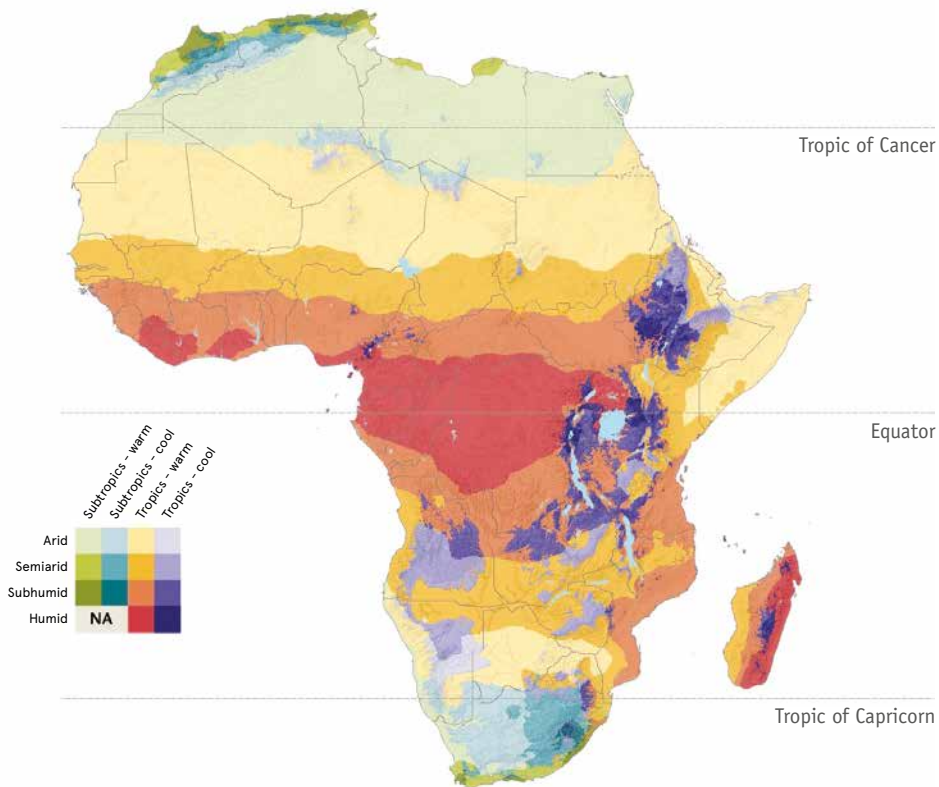 Tropic of Cancer
Equator
Subtropics – warm
Subtropics – cool
Tropics – warm
Tropics – cool
Arid
Semiarid
Subhumid
Humid
NA
Tropic of Capricorn